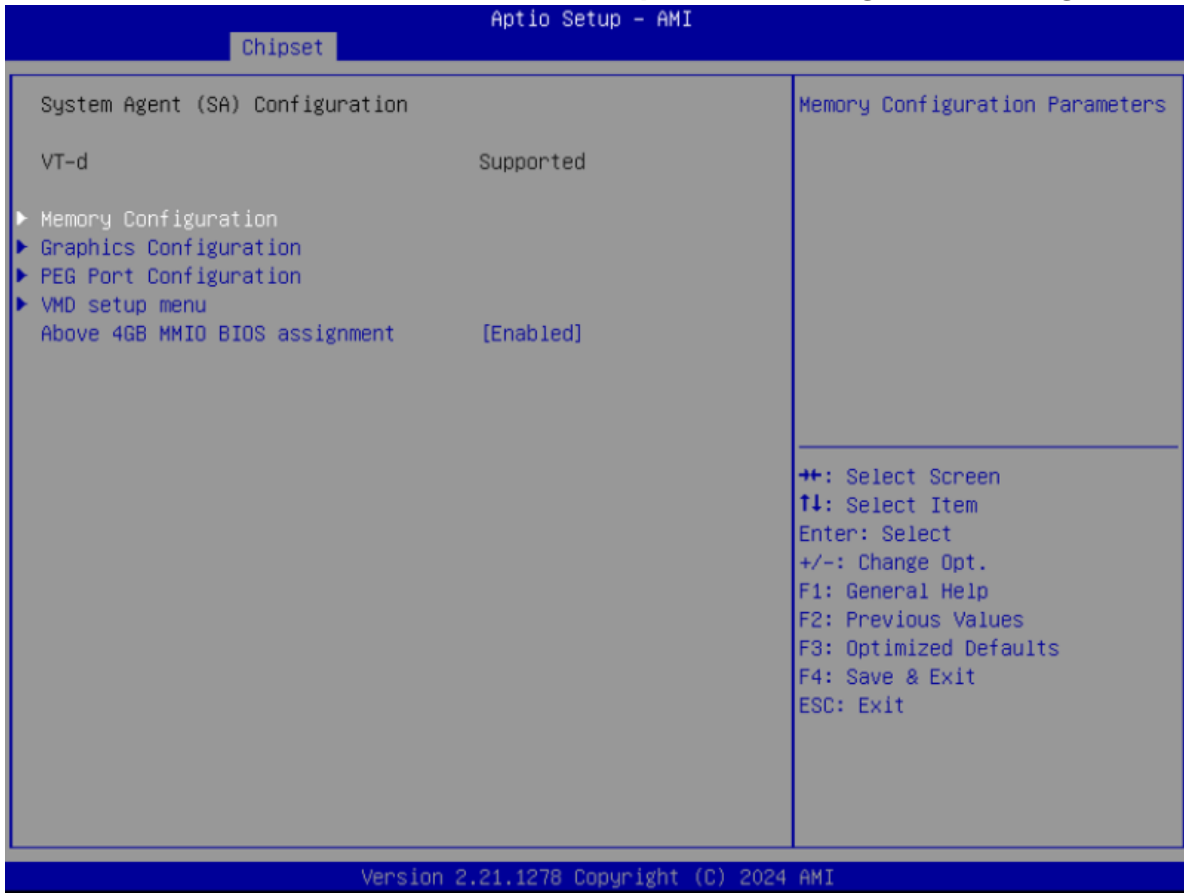 Aptio Setup – AMI
Chipset
System Agent (SA) Configuration
VT-d Supported
Memory Configuration
Graphics Configuration
PEG Port Configuration
VMD setup menu
Above 4GB MMIO BIOS assignment [Enabled]
Memory Configuration Parameters
→←: Select Screen
↑↓: Select Item
Enter: Select
+/-: Change Opt.
F1: General Help
F2: Previous Values
F3: Optimized Defaults
F4: Save & Exit
ESC: Exit
Version 2.21.1278 Copyright (C) 2024 AMI